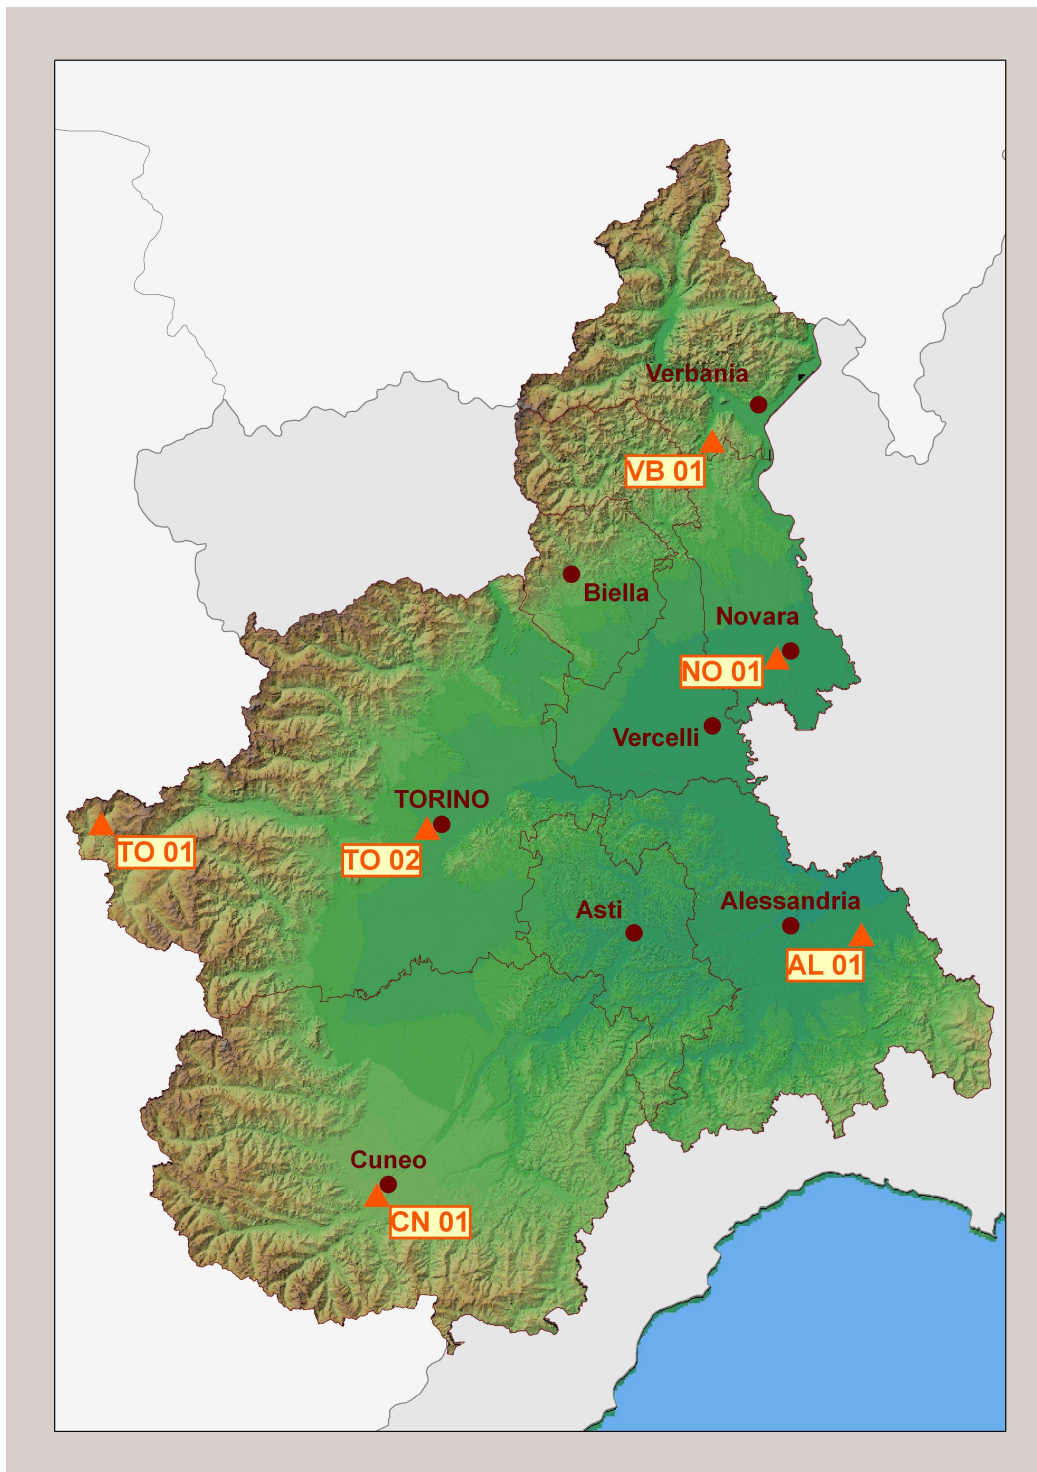 Verbania
VB 01
Biella
Novara
NO 01
Vercelli
TORINO
TO 01
TO 02
Alessandria
Asti
AL 01
Cuneo
CN 01